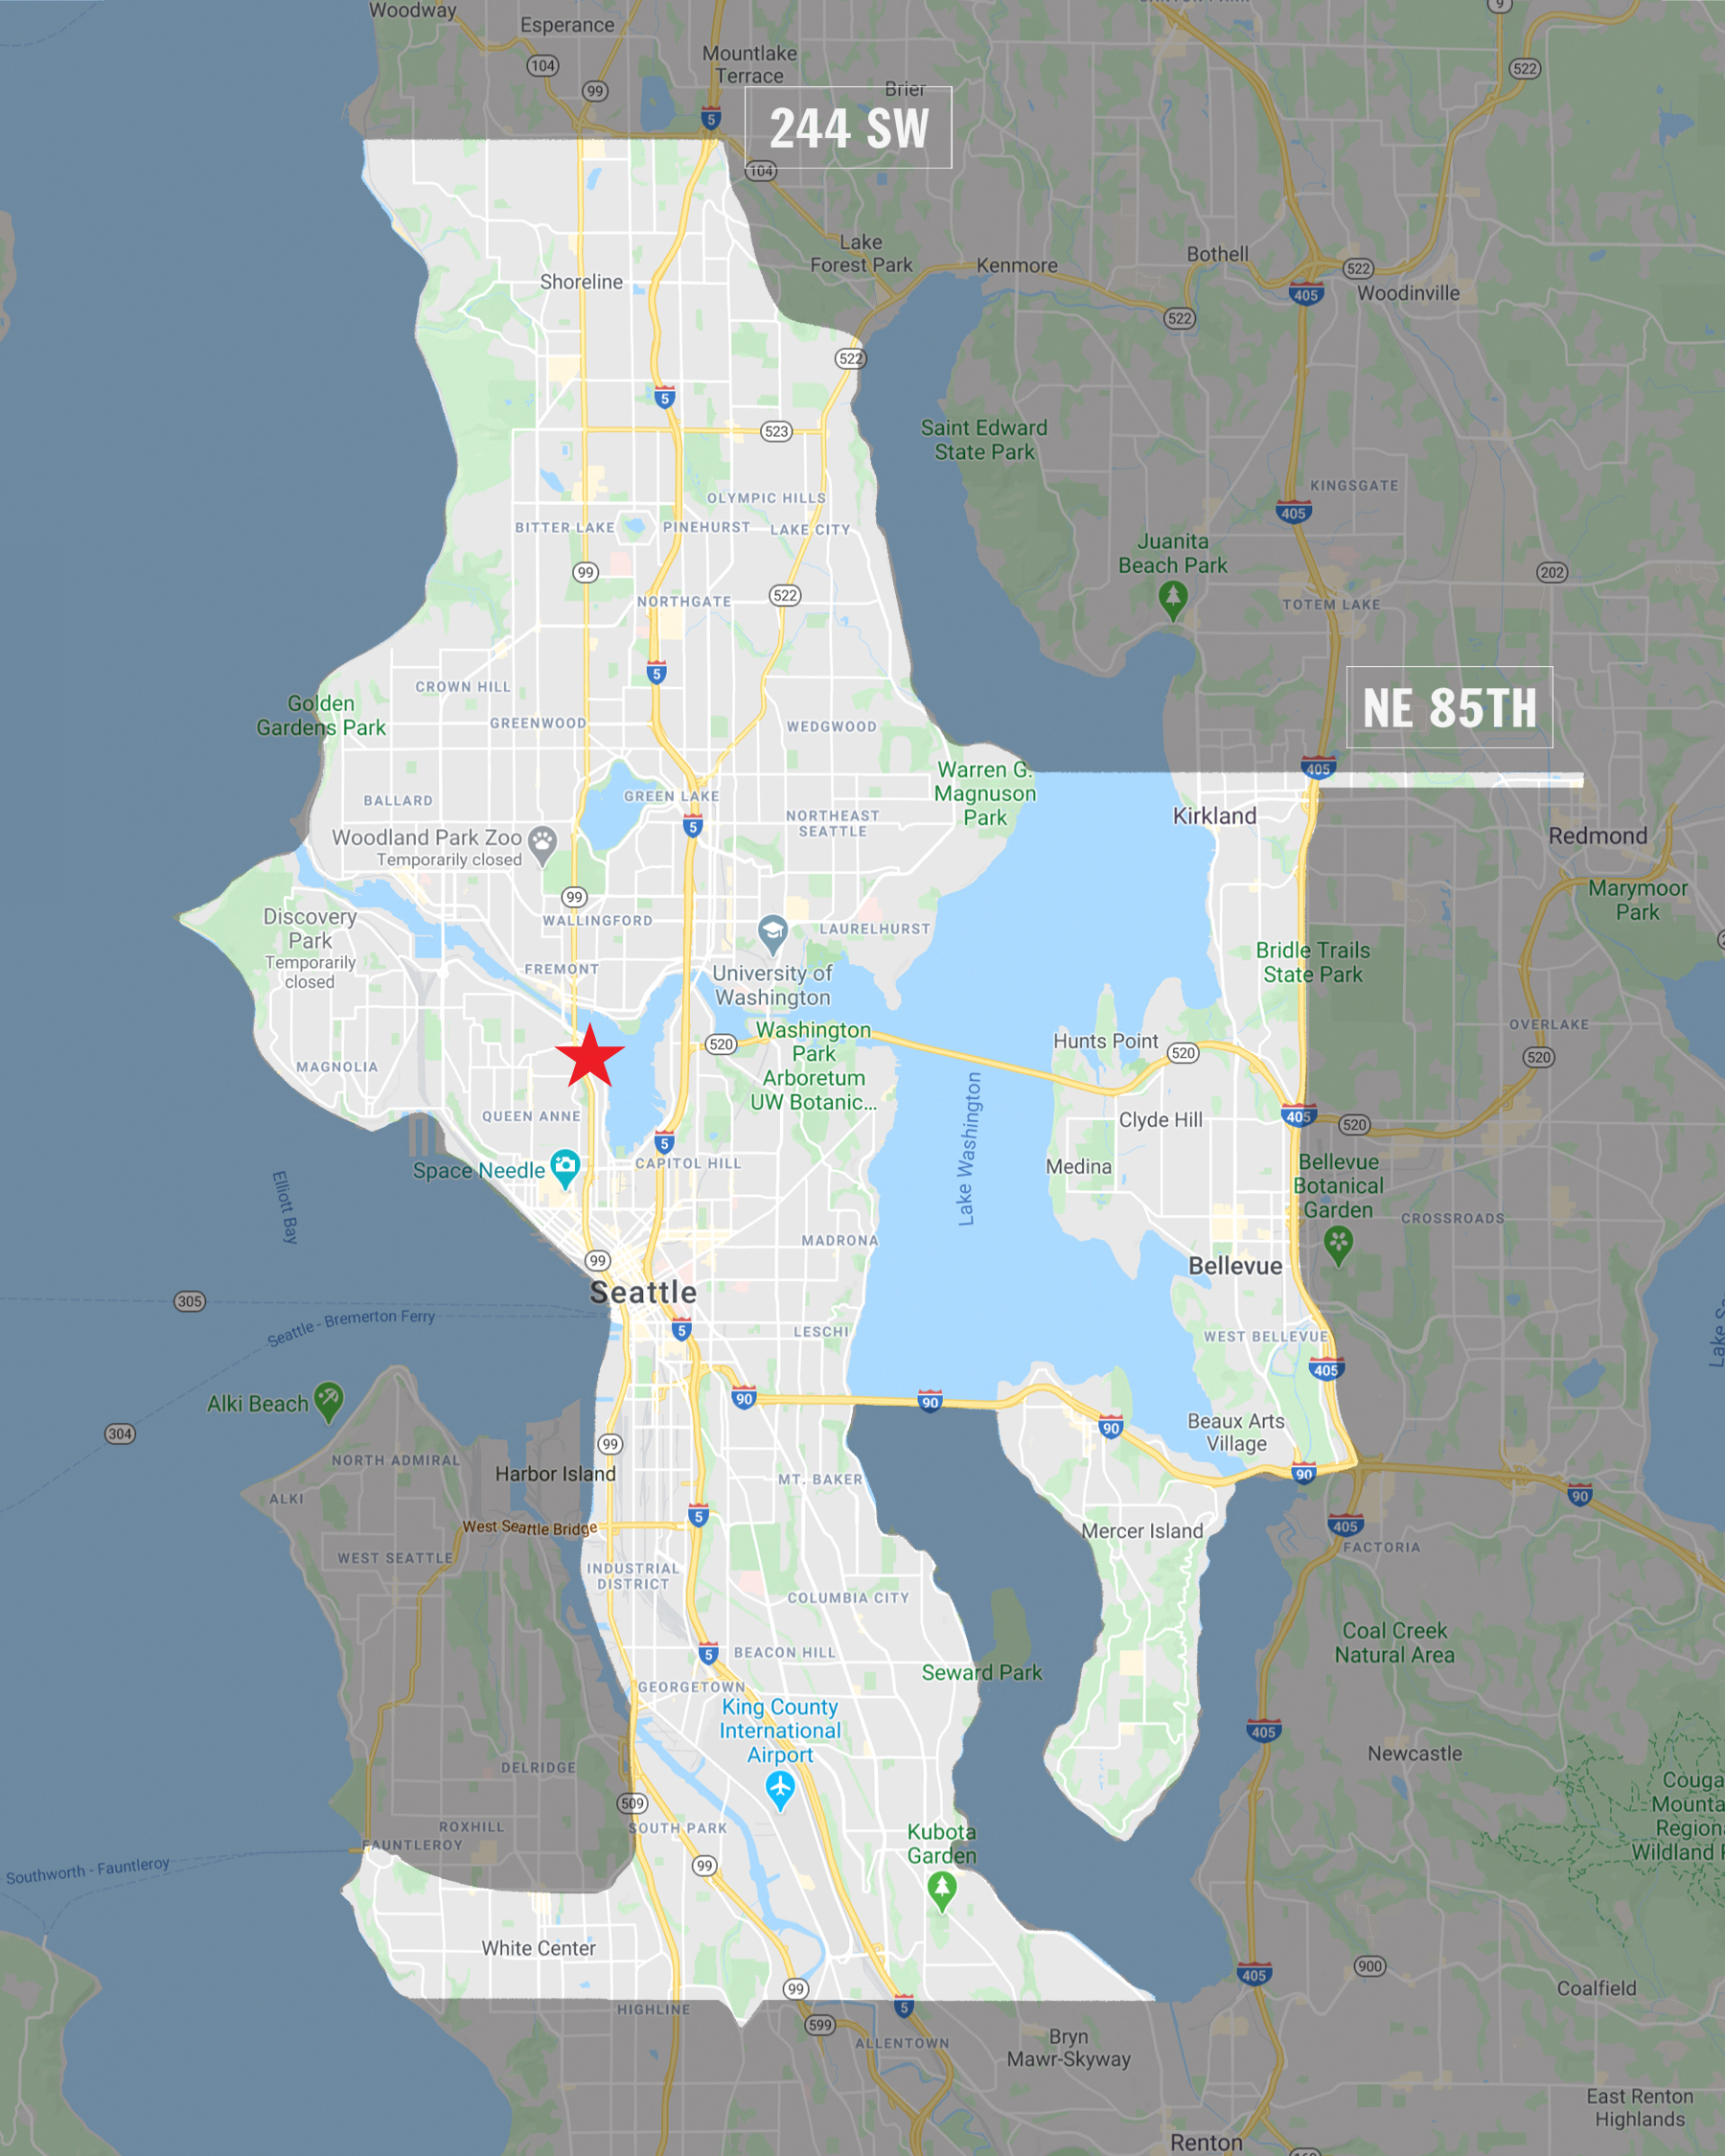 Woodway
Esperance
104
99
Mountlake
Terrace
Brier
5
244 SW
104
9
522
Lake
Forest Park
Kenmore
Bothell
522
Woodinville
405
522
Shoreline
522
5
523
Saint Edward
State Park
KINGSGATE
405
OLYMPIC HILLS
BITTER LAKE
PINEHURST
LAKE CITY
Juanita
Beach Park
99
202
522
NORTHGATE
TOTEM LAKE
5
CROWN HILL
Golden
Gardens Park
GREENWOOD
WEDGWOOD
NE 85TH
405
Warren G.
Magnuson
Park
BALLARD
GREEN LAKE
NORTHEAST
SEATTLE
5
Kirkland
Redmond
Woodland Park Zoo
Temporarily closed
Marymoor
Park
99
WALLINGFORD
LAURELHURST
Discovery
Park
Temporarily
closed
FREMONT
University of
Washington
Bridle Trails
State Park
OVERLAKE
520
520
Washington
Park
Arboretum
UW Botanic...
Hunts Point
520
MAGNOLIA
QUEEN ANNE
Lake Washington
Clyde Hill
405
520
5
Space Needle
CAPITOL HILL
Medina
Bellevue
Botanical
Garden
Elliott Bay
CROSSROADS
MADRONA
99
Bellevue
Seattle
305
Seattle - Bremerton Ferry
5
LESCHI
WEST BELLEVUE
405
Alki Beach
90
90
90
304
99
Beaux Arts
Village
NORTH ADMIRAL
Harbor Island
MT. BAKER
90
90
ALKI
5
West Seattle Bridge
Mercer Island
405
FACTORIA
WEST SEATTLE
INDUSTRIAL
DISTRICT
COLUMBIA CITY
5
BEACON HILL
Seward Park
Coal Creek
Natural Area
GEORGETOWN
King County
International
Airport
405
Newcastle
DELRIDGE
509
ROXHILL
SOUTH PARK
FAUNTLEROY
Southworth - Fauntleroy
99
Kubota
Garden
Couga
Mounta
Regiona
Wildland
White Center
99
405
900
Coalfield
HIGHLINE
5
599
ALLENTOWN
Bryn
Mawr-Skyway
East Renton
Highlands
Renton